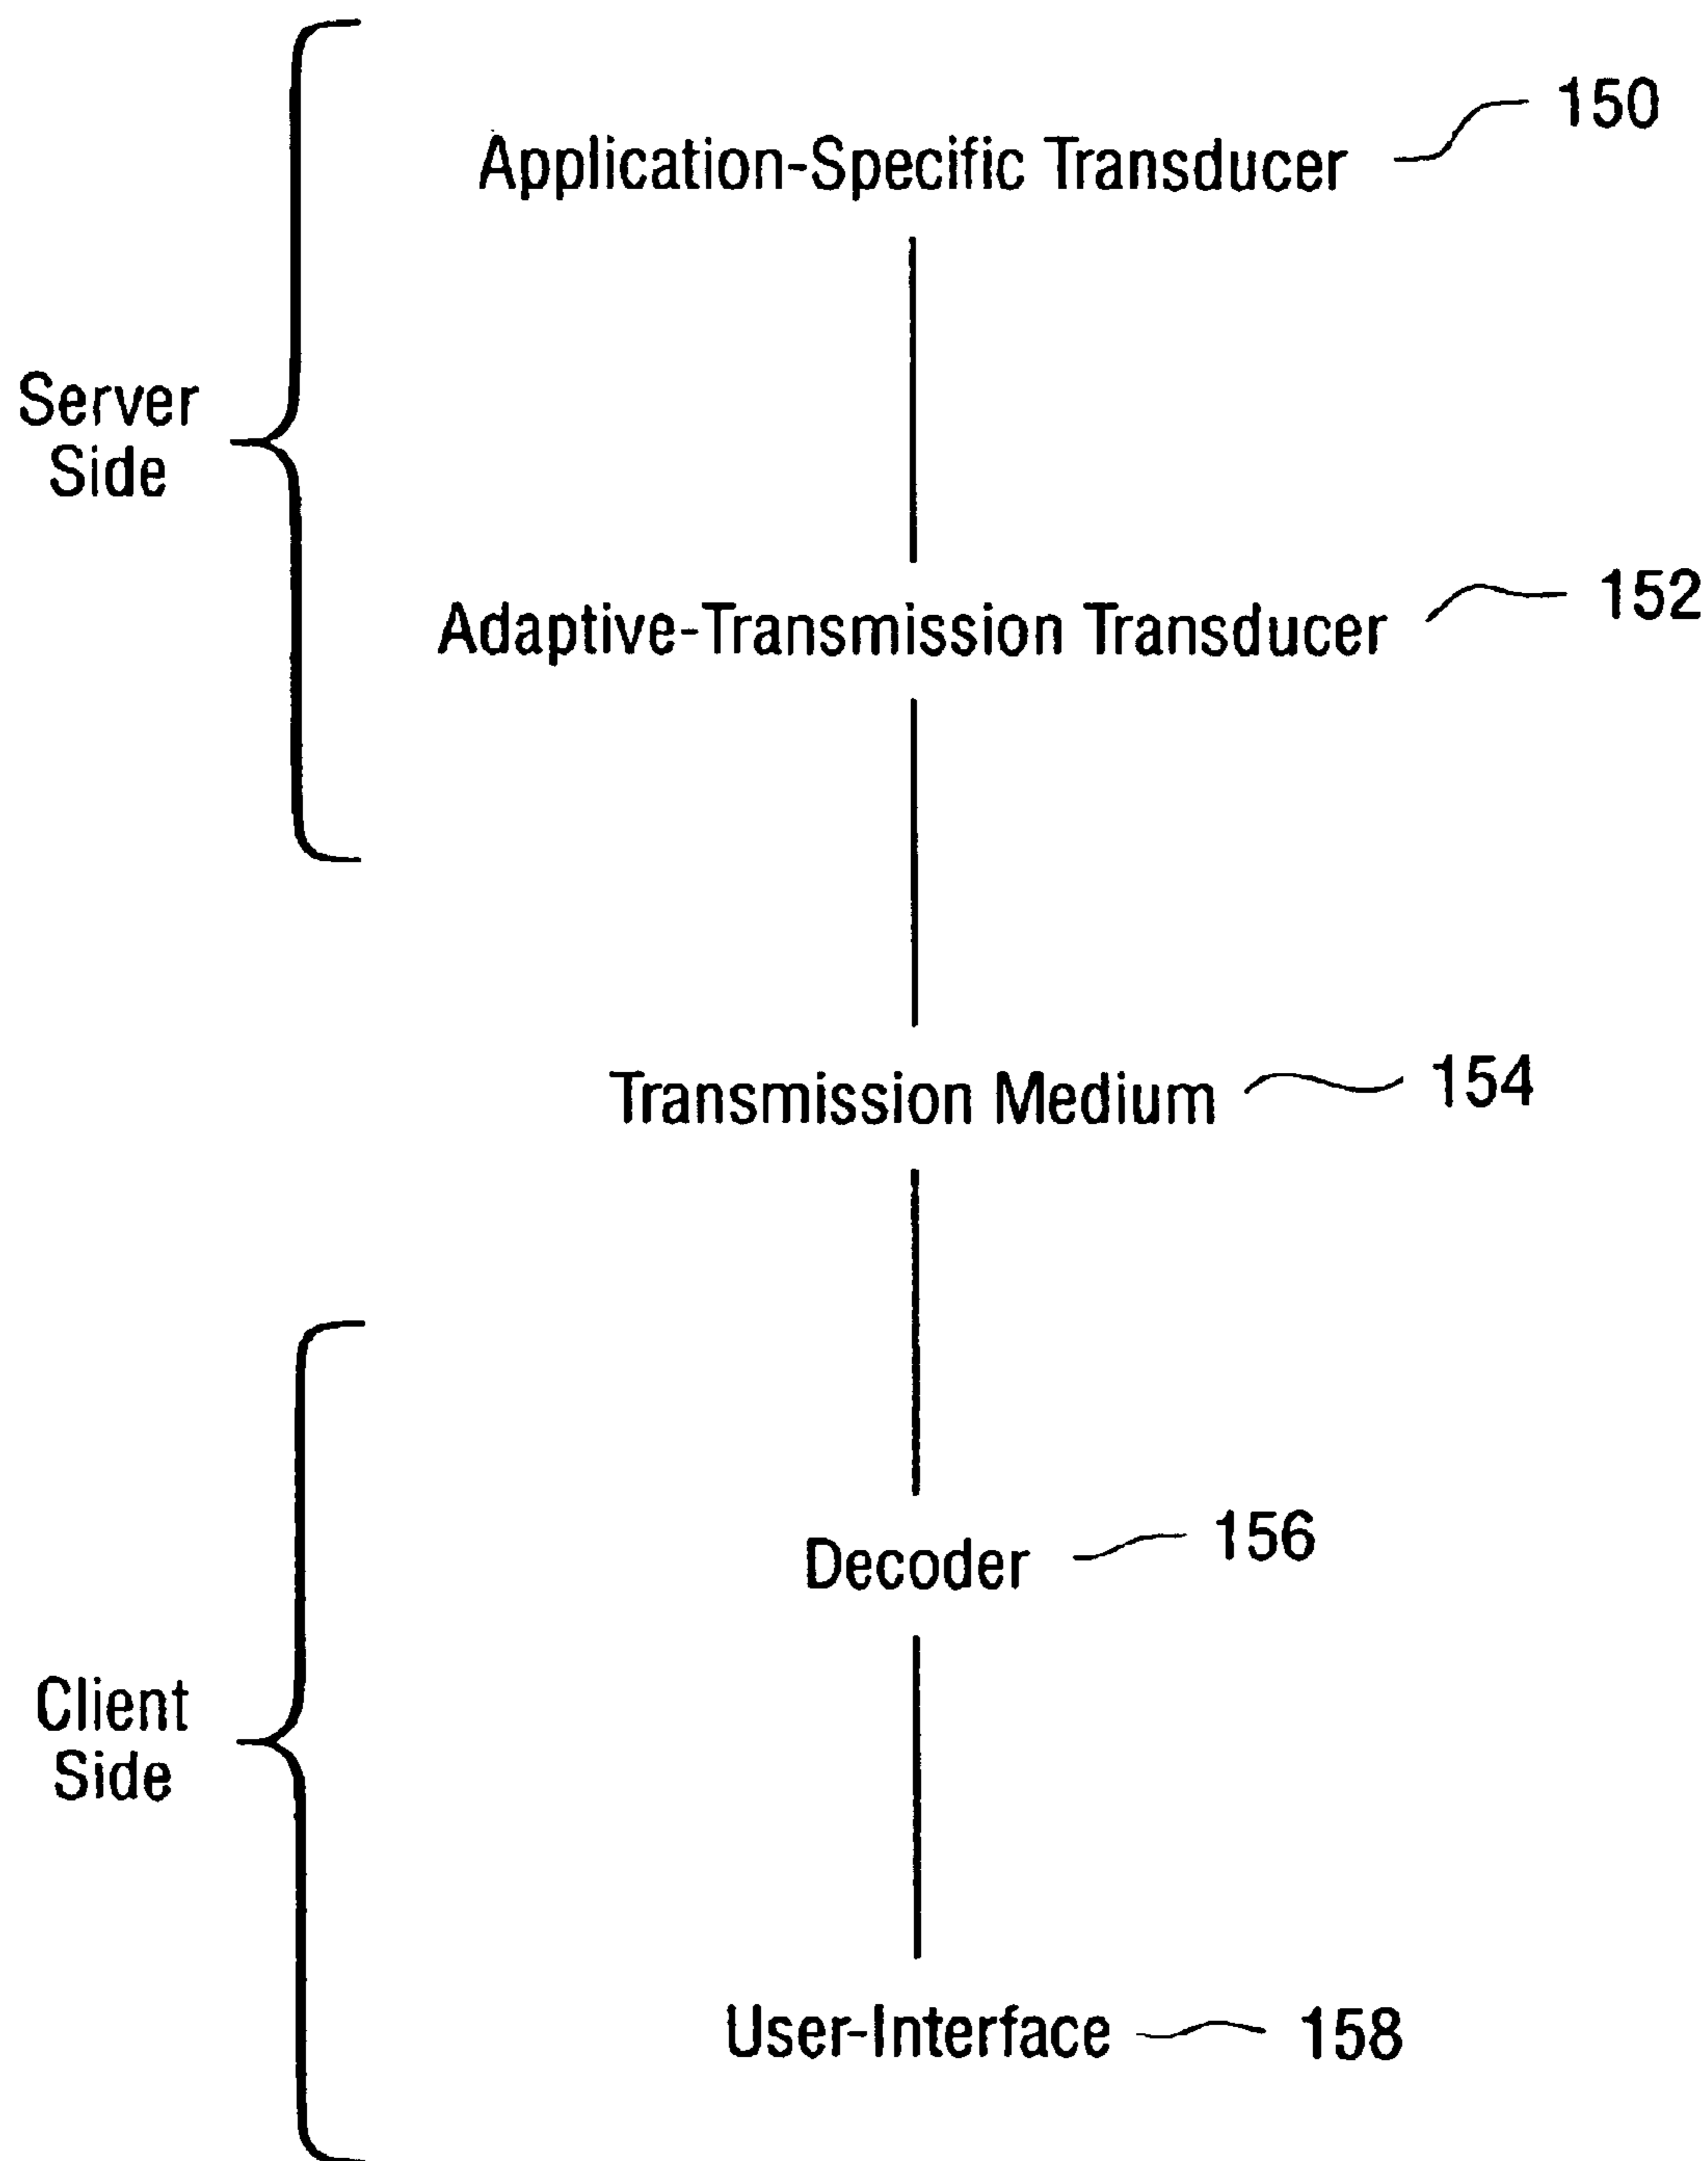 150
Application-Specific Transducer
Server
Side
152
Adaptive-Transmission Transducer
Transmission Medium
154
Decoder
156
Client
Side
User-Interface
158